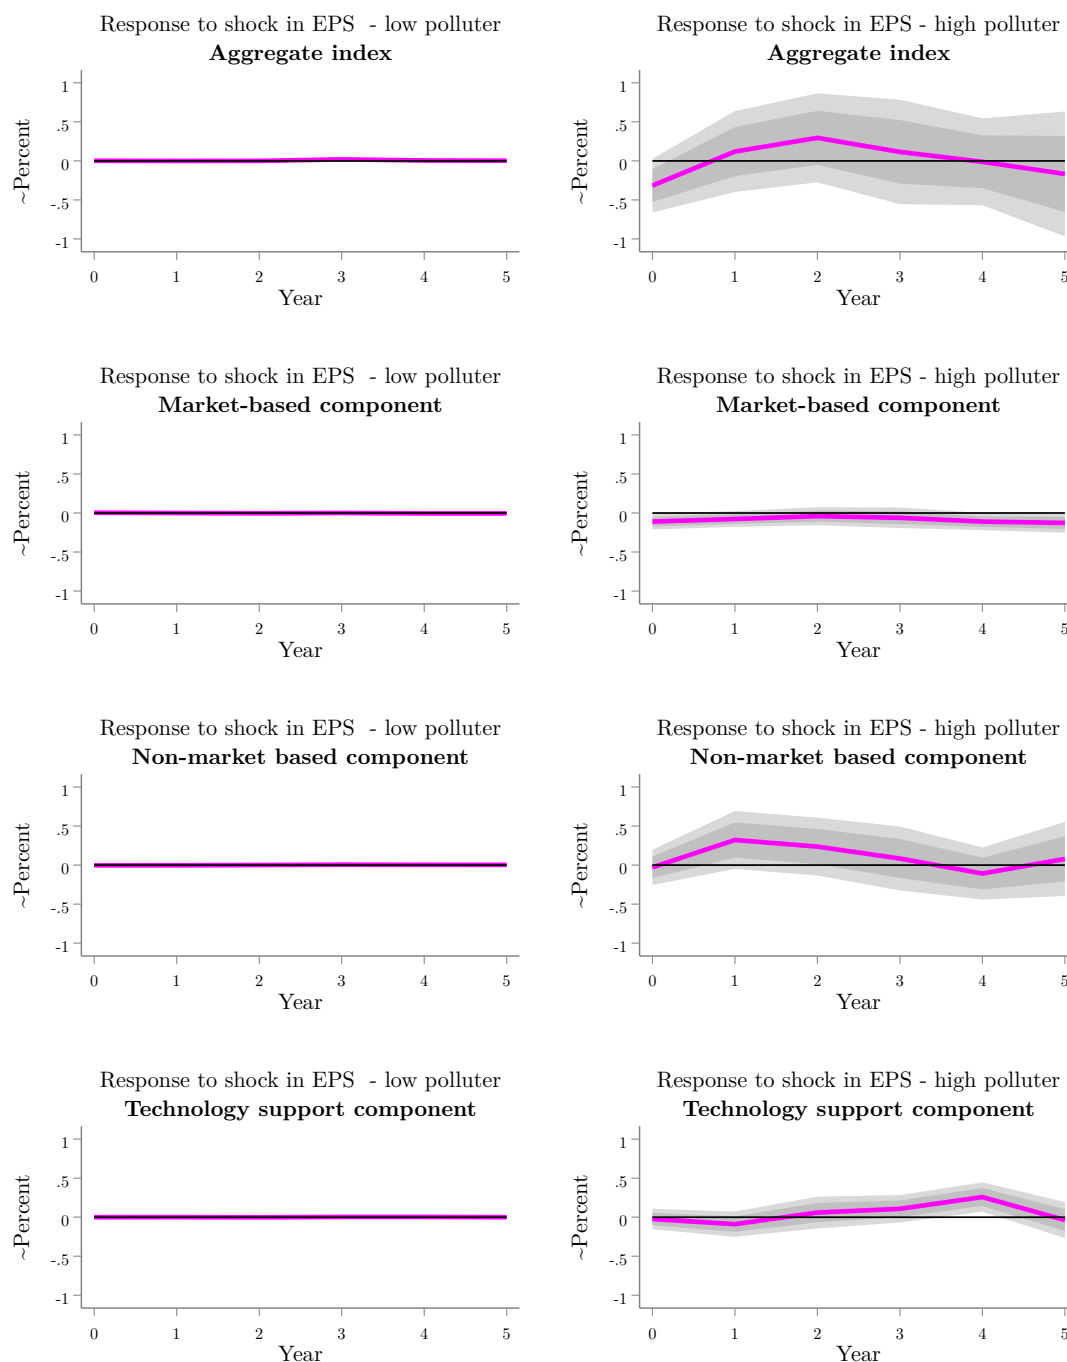 Response to shock in EPS  - low polluter
Aggregate index
1
.5
0
-.5
-1
~Percent
0 1 2 3 4 5
Year
Response to shock in EPS - high polluter
Aggregate index
1
.5
0
-.5
-1
~Percent
0 1 2 3 4 5
Year
Response to shock in EPS  - low polluter
Market-based component
1
.5
0
-.5
-1
~Percent
0 1 2 3 4 5
Year
Response to shock in EPS - high polluter
Market-based component
1
.5
0
-.5
-1
~Percent
0 1 2 3 4 5
Year
Response to shock in EPS  - low polluter
Non-market based component
1
.5
0
-.5
-1
~Percent
0 1 2 3 4 5
Year
Response to shock in EPS - high polluter
Non-market based component
1
.5
0
-.5
-1
~Percent
0 1 2 3 4 5
Year
Response to shock in EPS  - low polluter
Technology support component
1
.5
0
-.5
-1
~Percent
0 1 2 3 4 5
Year
Response to shock in EPS - high polluter
Technology support component
1
.5
0
-.5
-1
~Percent
0 1 2 3 4 5
Year